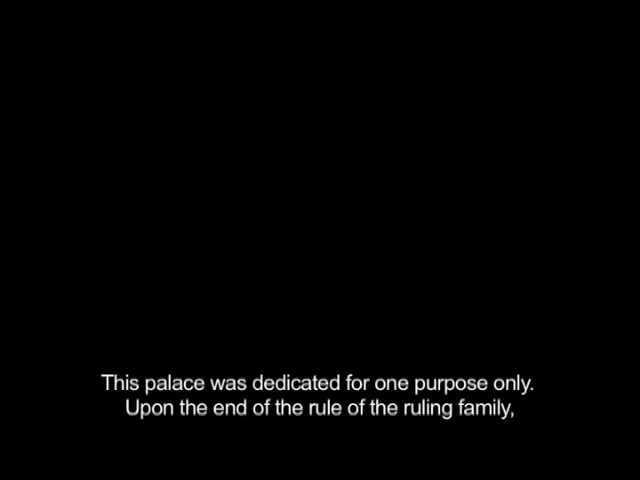 This palace was dedicated for one purpose only.
Upon the end of the rule of the ruling family,